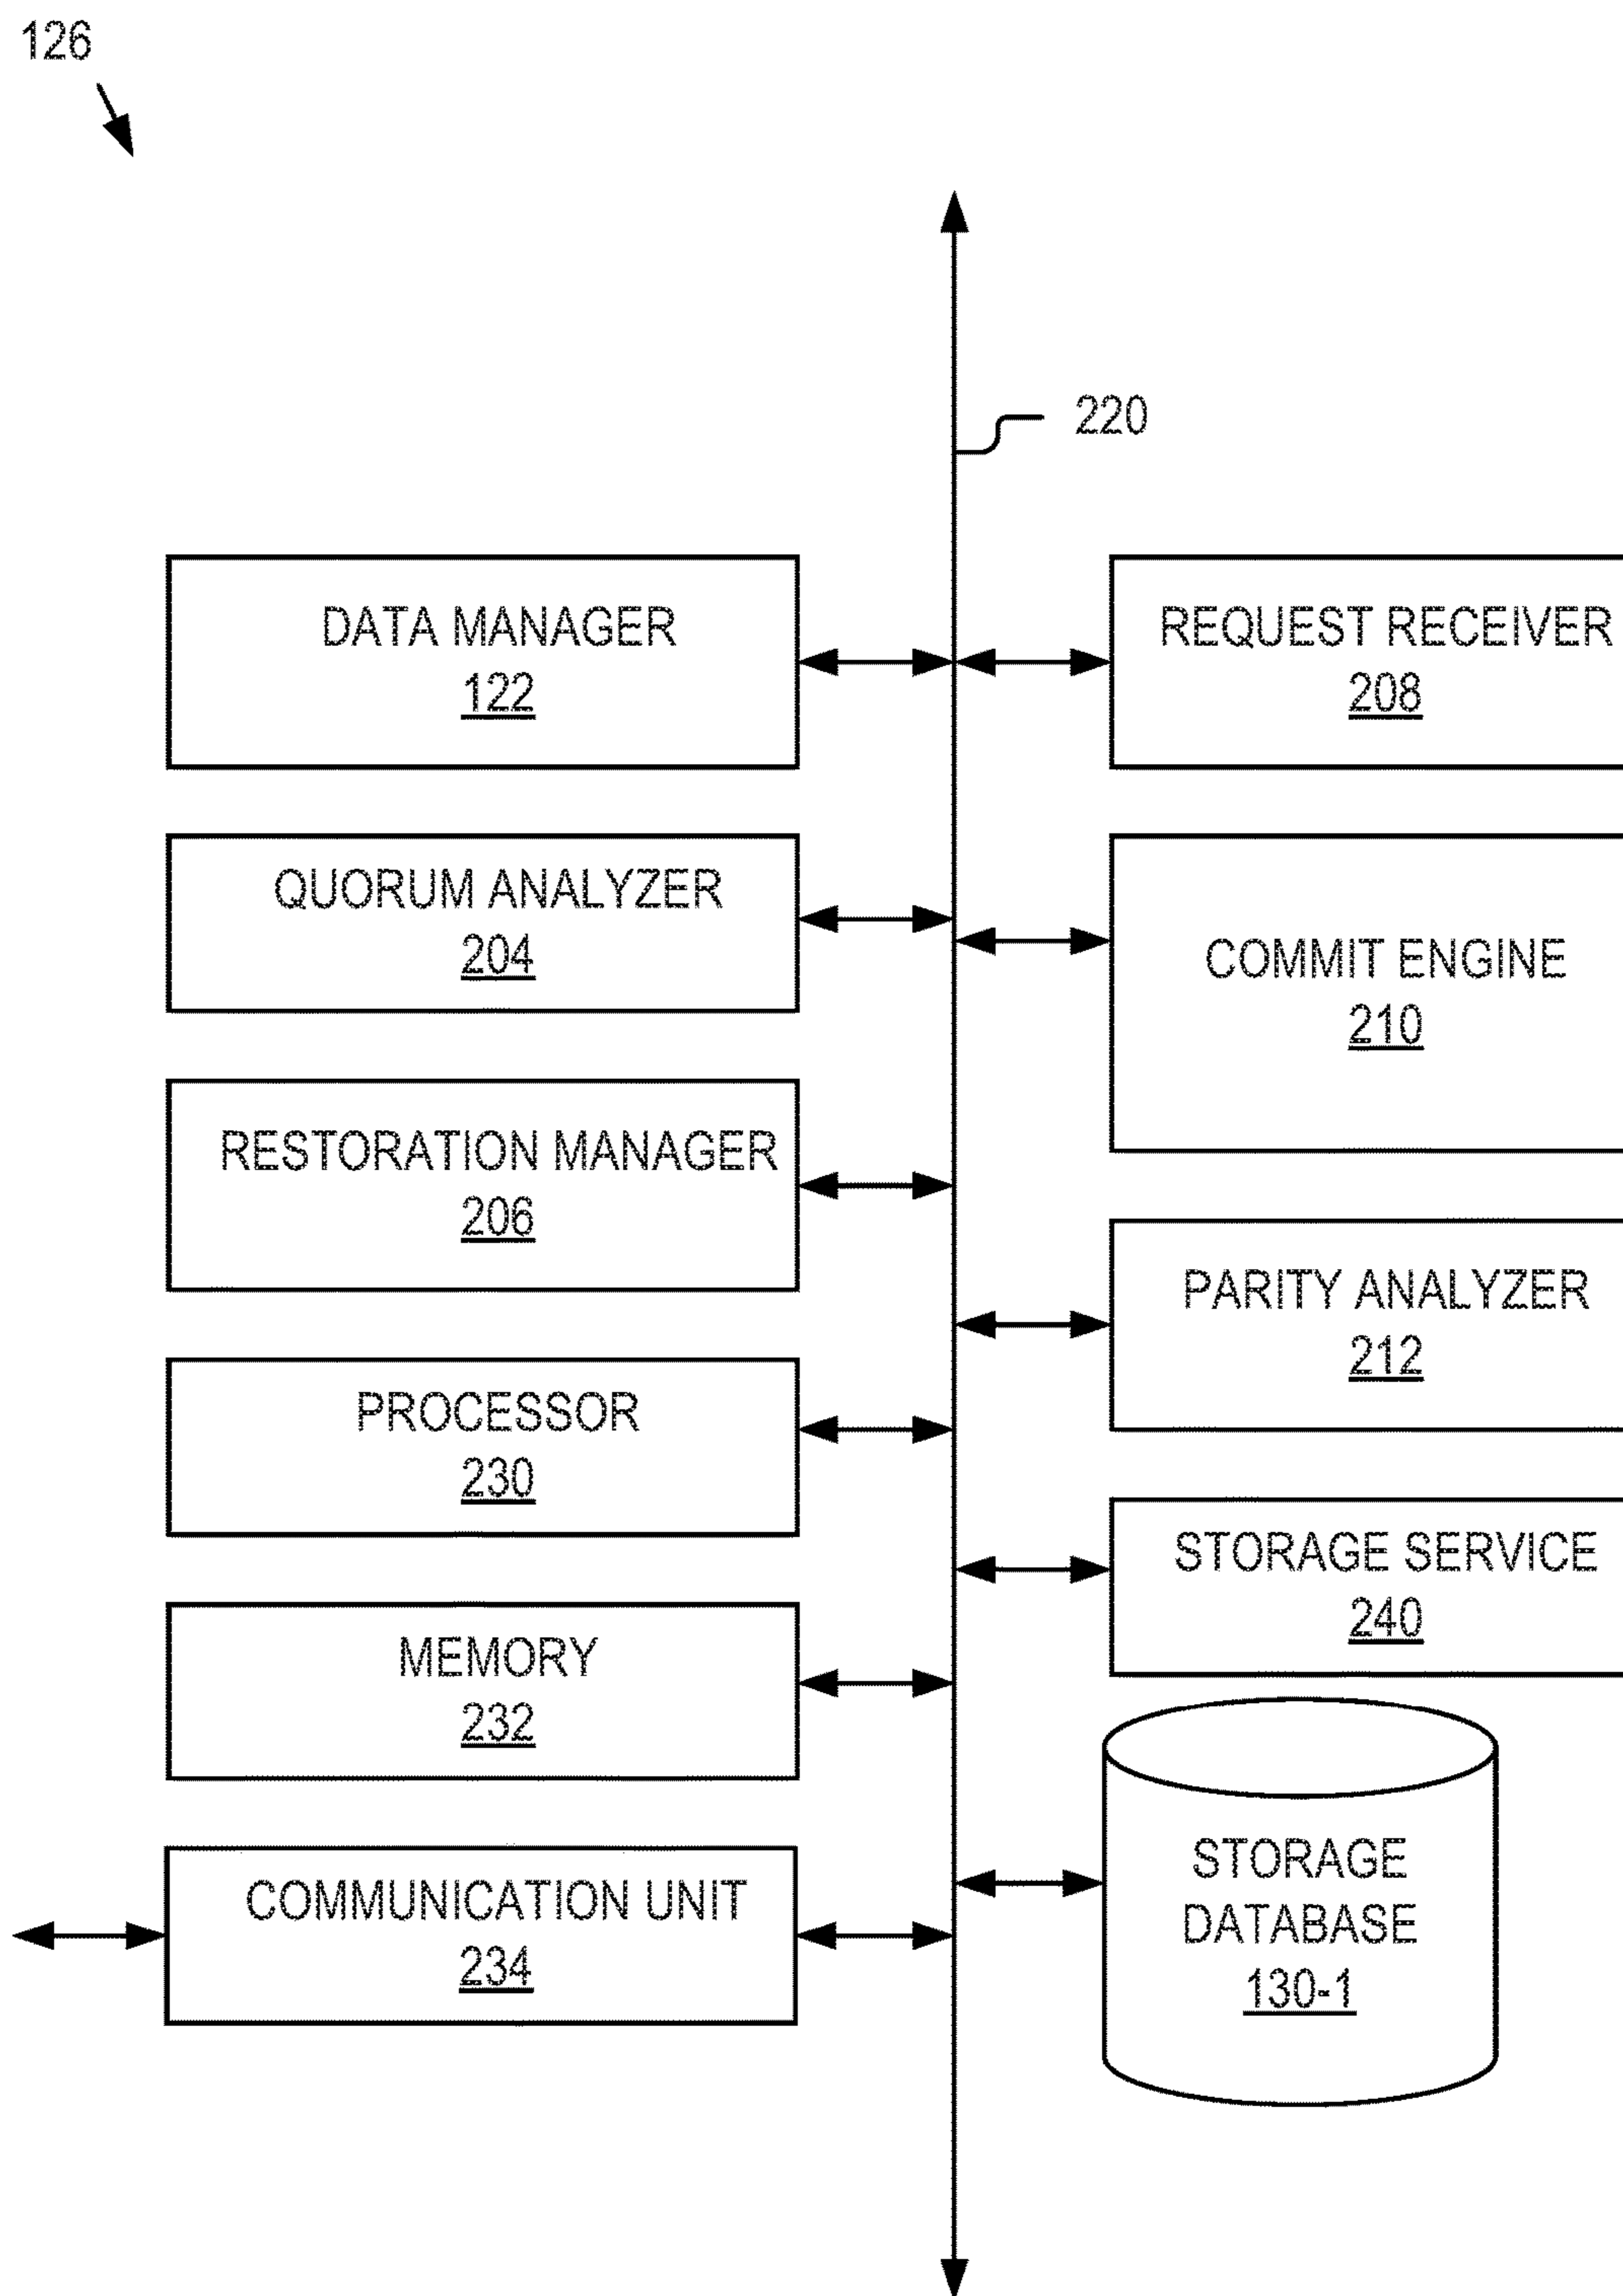 126
220
DATA MANAGER
122
REQUEST RECEIVER
208
QUORUM ANALYZER
204
COMMIT ENGINE
210
RESTORATION MANAGER
206
PARITY ANALYZER
212
PROCESSOR
230
STORAGE SERVICE
240
MEMORY
232
STORAGE
DATABASE
130-1
COMMUNICATION UNIT
234